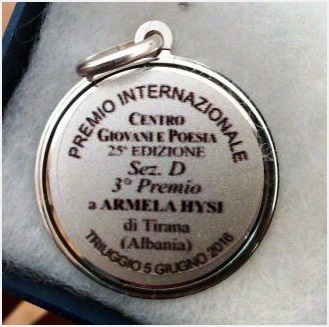 PREMIO INTERNAZIONALE
CENTRO
GIOVANI E POESIA
25ª EDIZIONE
Sez. D
3° Premio
a ARMELA HYSI
di Tirana
(Albania)
TRIUGGIO 5 GIUGNO 2016